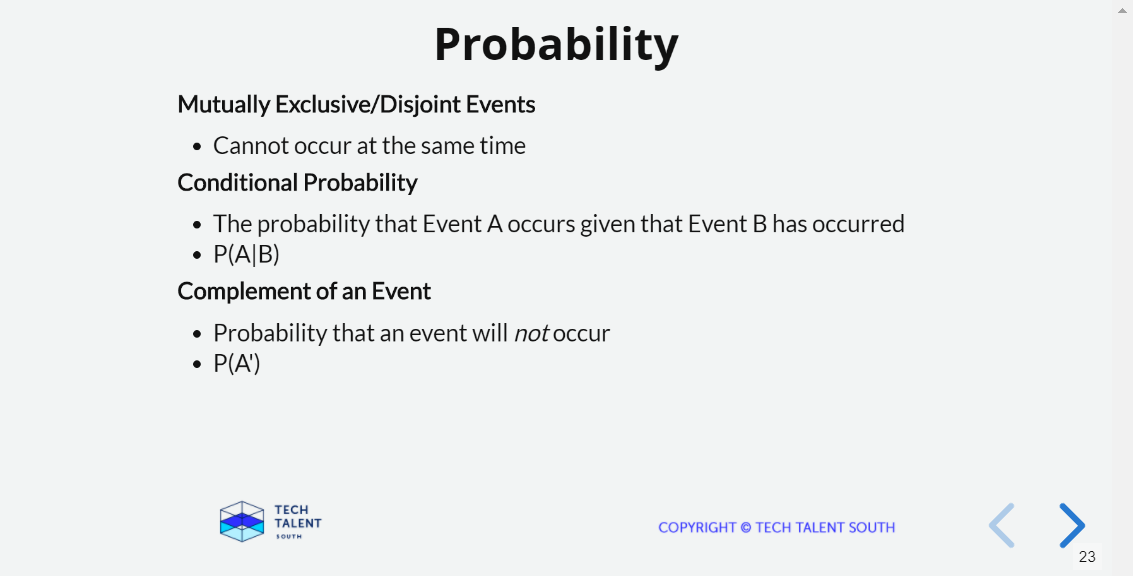 Probability
Mutually Exclusive/Disjoint Events
• Cannot occur at the same time
Conditional Probability
• The probability that Event A occurs given that Event B has occurred
• P(A|B)
Complement of an Event
• Probability that an event will not occur
• P(A')
TECH
TALENT
SOUTH
COPYRIGHT © TECH TALENT SOUTH
23